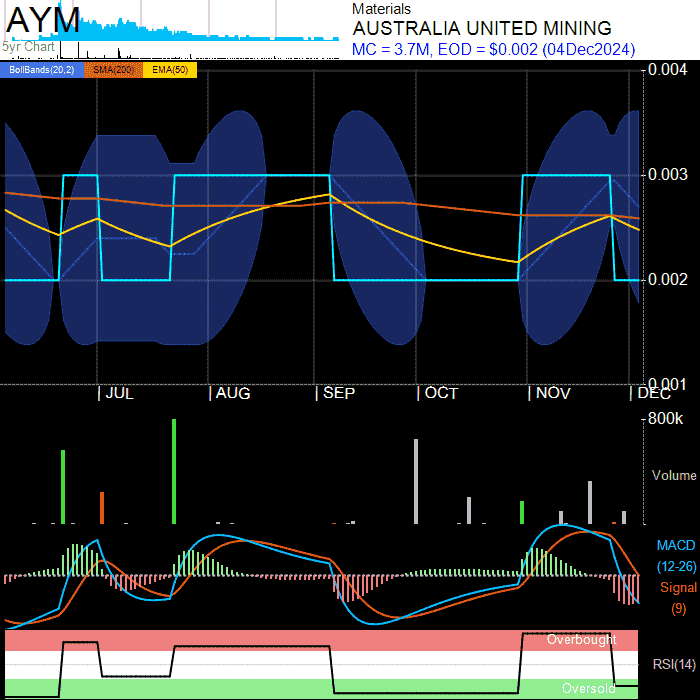 AYM
5yr Chart
Materials
AUSTRALIA UNITED MINING
MC = 3.7M, EOD = $0.002 (04Dec2024)
BollBands(20,2) SMA(200) EMA(50)
0.004
0.003
0.002
0.001
JUL AUG SEP OCT NOV DEC
800k
Volume
MACD
(12-26)
Signal
(9)
Overbought
RSI(14)
Oversold